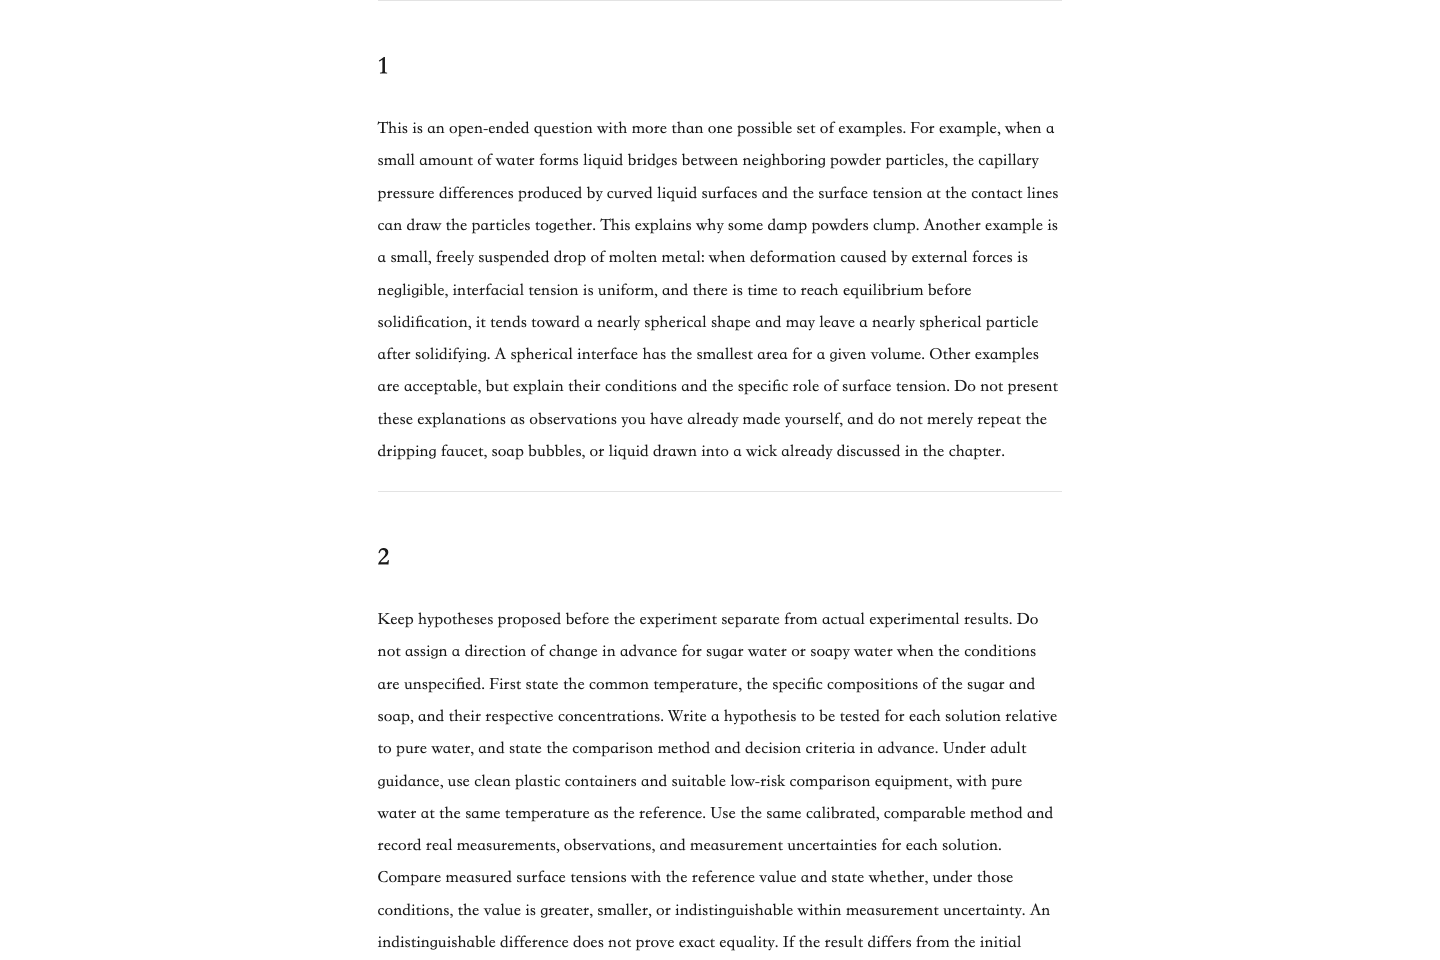 1
This is an open-ended question with more than one possible set of examples. For example, when a
small amount of water forms liquid bridges between neighboring powder particles, the capillary
pressure differences produced by curved liquid surfaces and the surface tension at the contact lines
can draw the particles together. This explains why some damp powders clump. Another example is
a small, freely suspended drop of molten metal: when deformation caused by external forces is
negligible, interfacial tension is uniform, and there is time to reach equilibrium before
solidification, it tends toward a nearly spherical shape and may leave a nearly spherical particle
after solidifying. A spherical interface has the smallest area for a given volume. Other examples
are acceptable, but explain their conditions and the specific role of surface tension. Do not present
these explanations as observations you have already made yourself, and do not merely repeat the
dripping faucet, soap bubbles, or liquid drawn into a wick already discussed in the chapter.
2
Keep hypotheses proposed before the experiment separate from actual experimental results. Do
not assign a direction of change in advance for sugar water or soapy water when the conditions
are unspecified. First state the common temperature, the specific compositions of the sugar and
soap, and their respective concentrations. Write a hypothesis to be tested for each solution relative
to pure water, and state the comparison method and decision criteria in advance. Under adult
guidance, use clean plastic containers and suitable low-risk comparison equipment, with pure
water at the same temperature as the reference. Use the same calibrated, comparable method and
record real measurements, observations, and measurement uncertainties for each solution.
Compare measured surface tensions with the reference value and state whether, under those
conditions, the value is greater, smaller, or indistinguishable within measurement uncertainty. An
indistinguishable difference does not prove exact equality. If the result differs from the initial